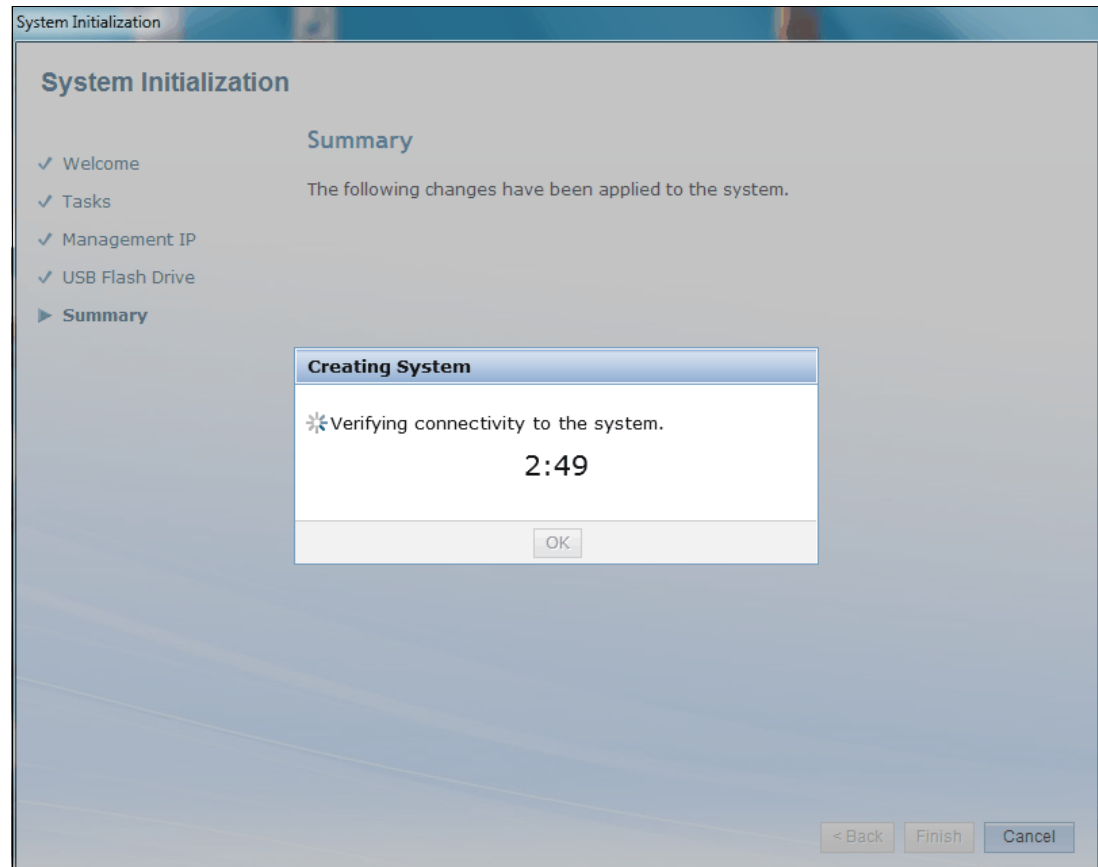 System Initialization
System Initialization
Welcome
Tasks
Management IP
USB Flash Drive
Summary
Summary
The following changes have been applied to the system.
Creating System
Verifying connectivity to the system.
2:49
OK
< Back
Finish
Cancel